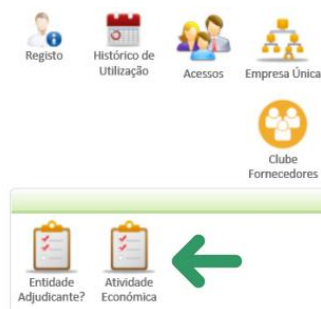 Registo
Histórico de
Utilização
Acessos
Empresa Única
Clube
Fornecedores
Entidade
Adjudicante?
Atividade
Económica